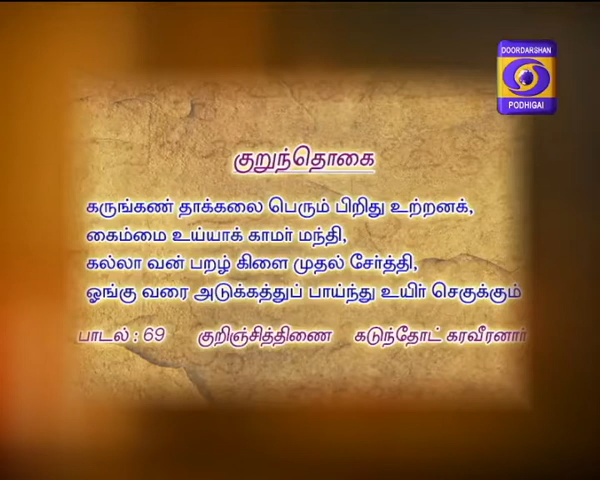 DOORDARSHAN
PODHIGAI
குறுந்தொகை
கருங்கண் தாக்கலை பெரும் பிறிது உற்றனக்,
கைம்மை உய்யாக் காமர் மந்தி,
கல்லா வன் பறழ் கிளை முதல் சேர்த்தி,
ஓங்கு வரை அடுக்கத்துப் பாய்ந்து உயிர் செகுக்கும்
பாடல் : 69 குறிஞ்சித்திணை கடுந்தோட் கரவீரனார்